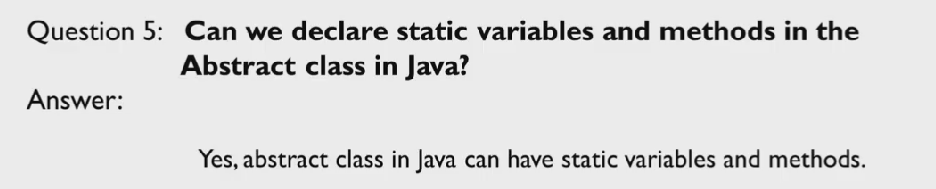 Question 5: Can we declare static variables and methods in the
Abstract class in Java?
Answer:
Yes, abstract class in Java can have static variables and methods.